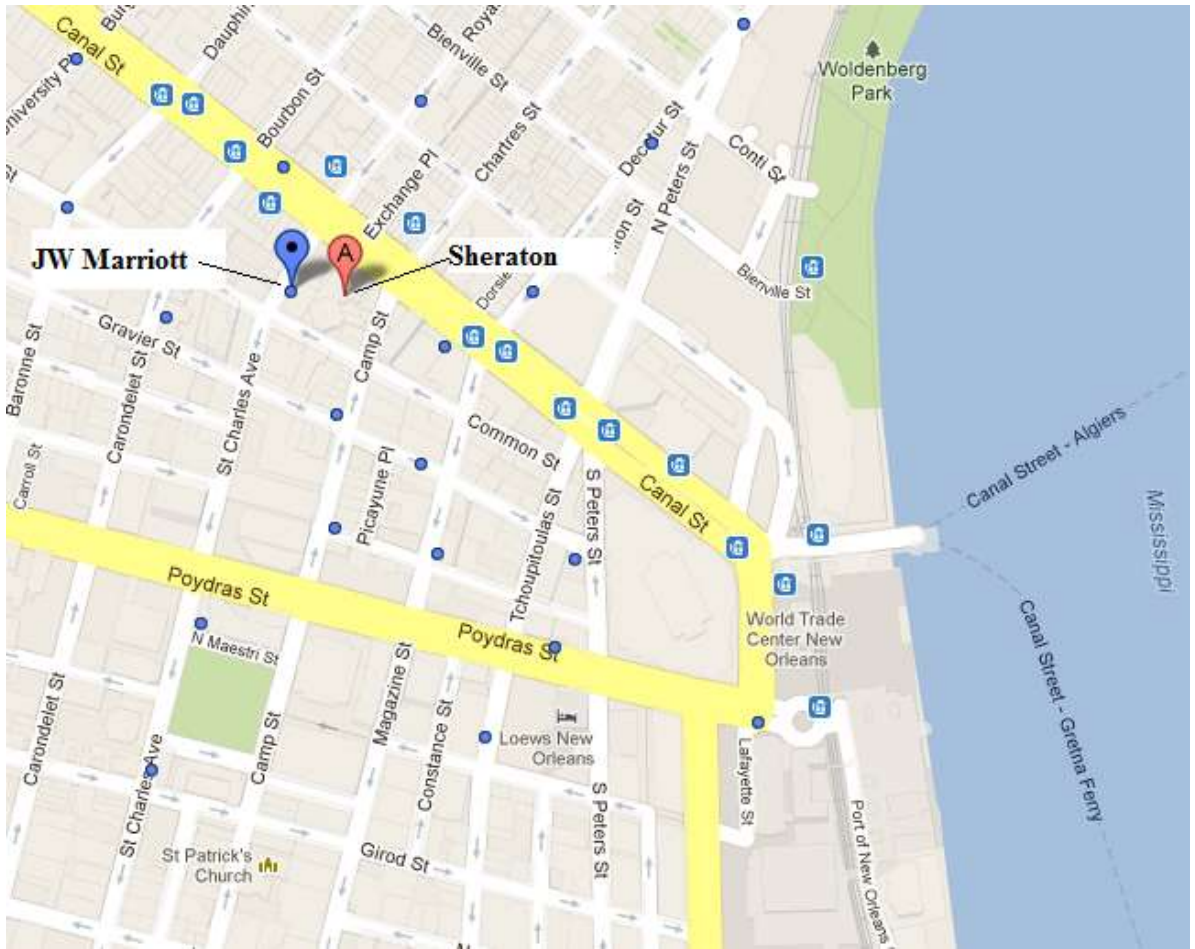 Canal St
Dauphin
Roya
Bienville St
Woldenberg
Park
University Pl
Bourbon St
Chartres St
Decatur St
Conti St
N Peters St
Exchange Pl
JW Marriott
A
Sheraton
Bienville St
Gravier St
Camp St
Baronne St
Carondelet St
St Charles Ave
Common St
Canal Street - Algiers
Carroll St
Picayune Pl
S Peters St
Canal St
Mississippi
Tchoupitoulas St
Poydras St
Poydras St
World Trade
Center New
Orleans
N Maestri St
Canal Street - Gretna Ferry
Carondelet St
St Charles Ave
Camp St
Magazine St
Constance St
Loews New
Orleans
S Peters St
Lafayette St
Port of New Orleans
St Patrick's
Church
Girod St